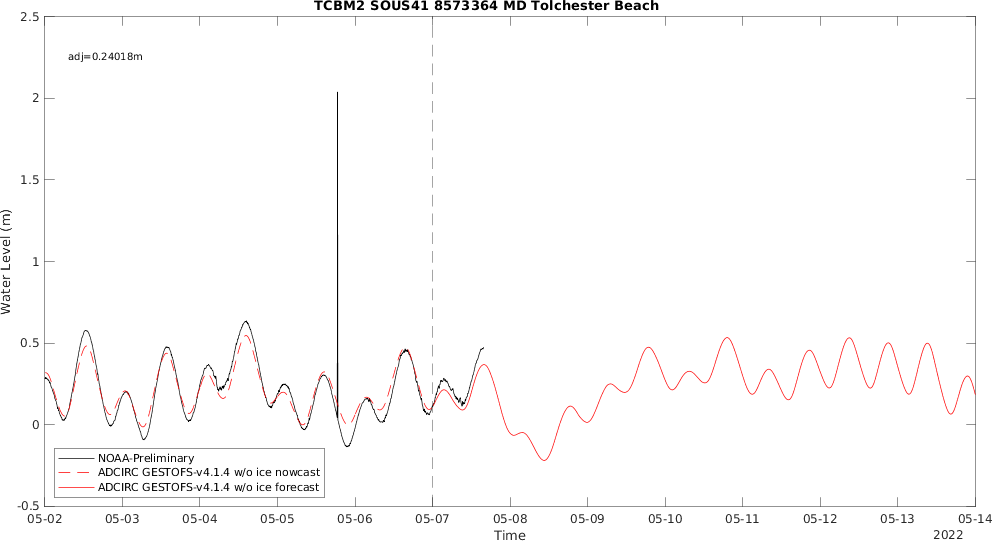 TCBM2 SOUS41 8573364 MD Tolchester Beach
adj=0.24018m
Water Level (m)
2.5
2
1.5
1
0.5
0
-0.5
NOAA-Preliminary
ADCIRC GESTOFS-v4.1.4 w/o ice nowcast
ADCIRC GESTOFS-v4.1.4 w/o ice forecast
05-02 05-03 05-04 05-05 05-06 05-07 05-08 05-09 05-10 05-11 05-12 05-13 05-14
Time
2022